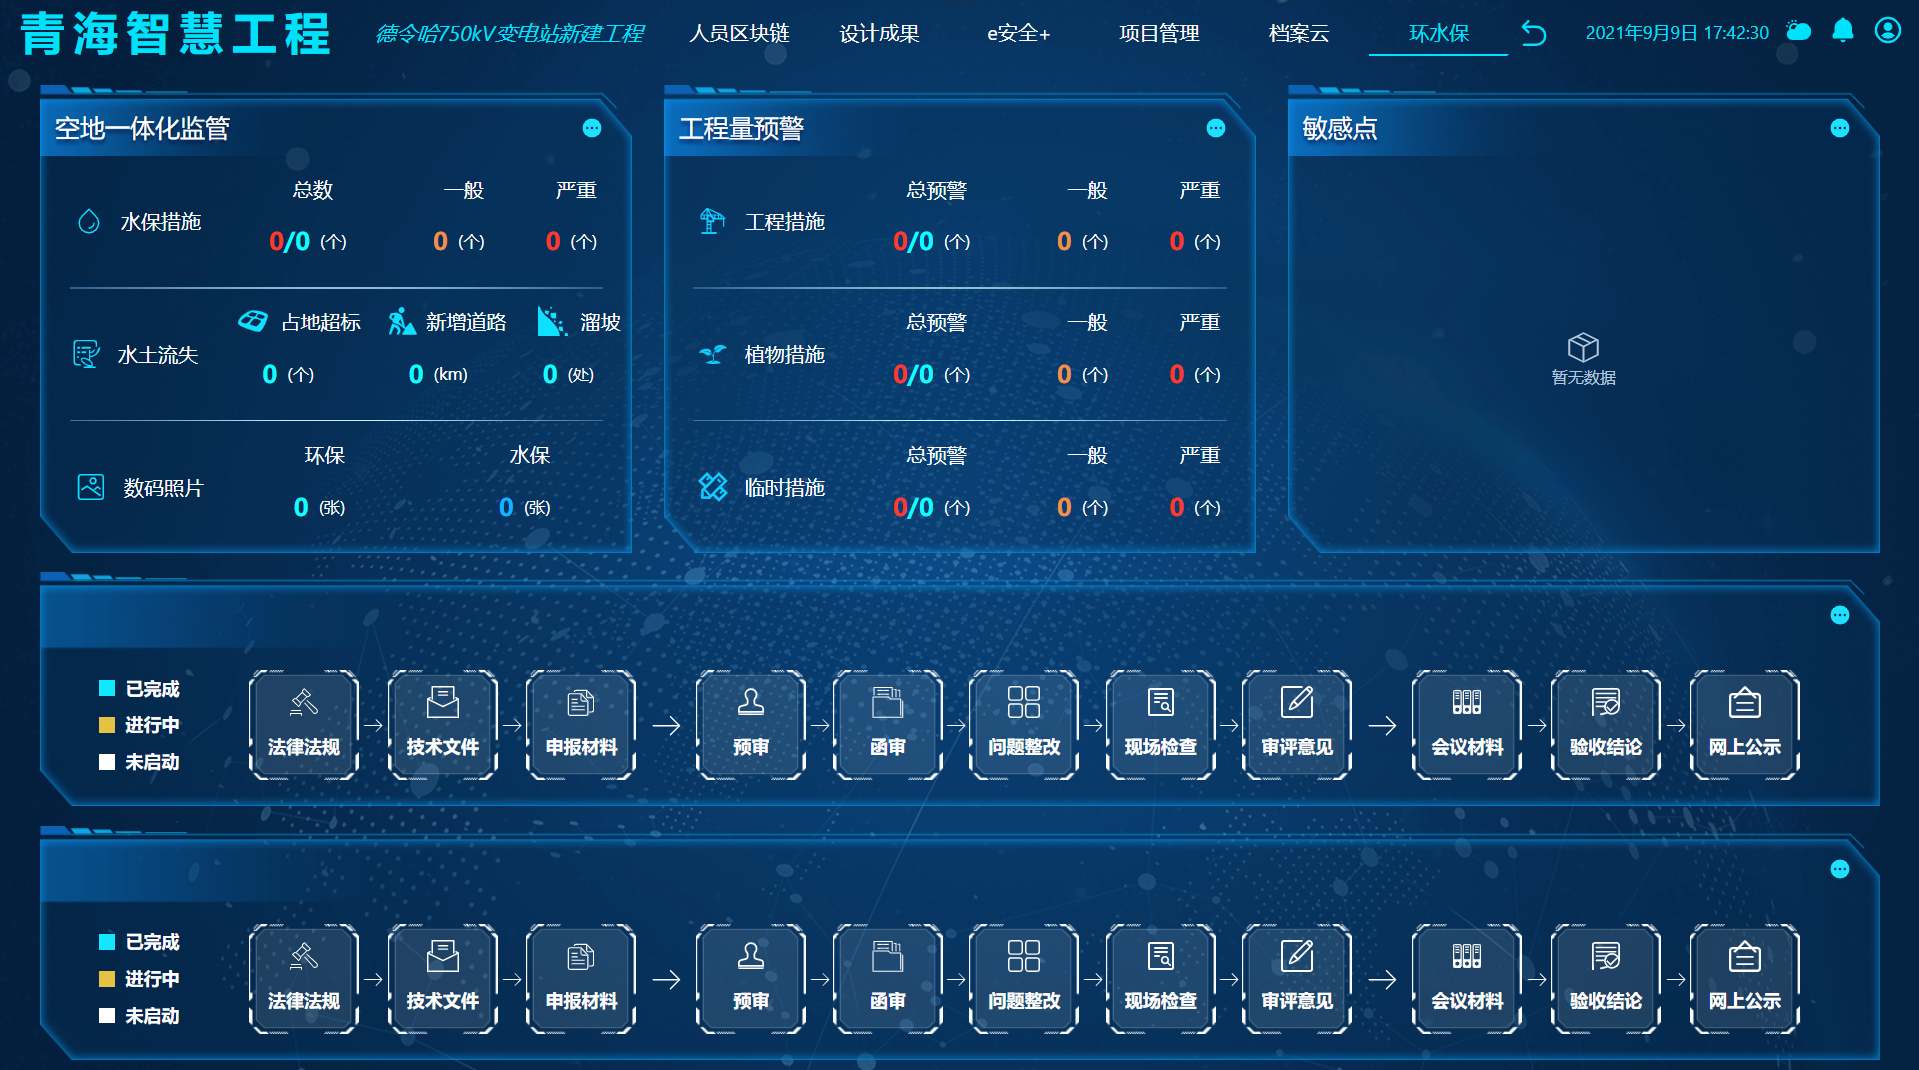 青海智慧工程
德令哈750kV变电站新建工程
人员区块链 设计成果 e安全+ 项目管理 档案云 环水保
2021年9月9日 17:42:30
空地一体化监管
总数 一般 严重
水保措施
0/0 (个) 0 (个) 0 (个)
占地超标 新增道路 溜坡
水土流失
0 (个) 0 (km) 0 (处)
环保 水保
数码照片
0 (张) 0 (张)
工程量预警
总预警 一般 严重
工程措施
0/0 (个) 0 (个) 0 (个)
总预警 一般 严重
植物措施
0/0 (个) 0 (个) 0 (个)
总预警 一般 严重
临时措施
0/0 (个) 0 (个) 0 (个)
敏感点
暂无数据
已完成
进行中
未启动
法律法规 技术文件 申报材料 预审 函审 问题整改 现场检查 审评意见 会议材料 验收结论 网上公示
已完成
进行中
未启动
法律法规 技术文件 申报材料 预审 函审 问题整改 现场检查 审评意见 会议材料 验收结论 网上公示